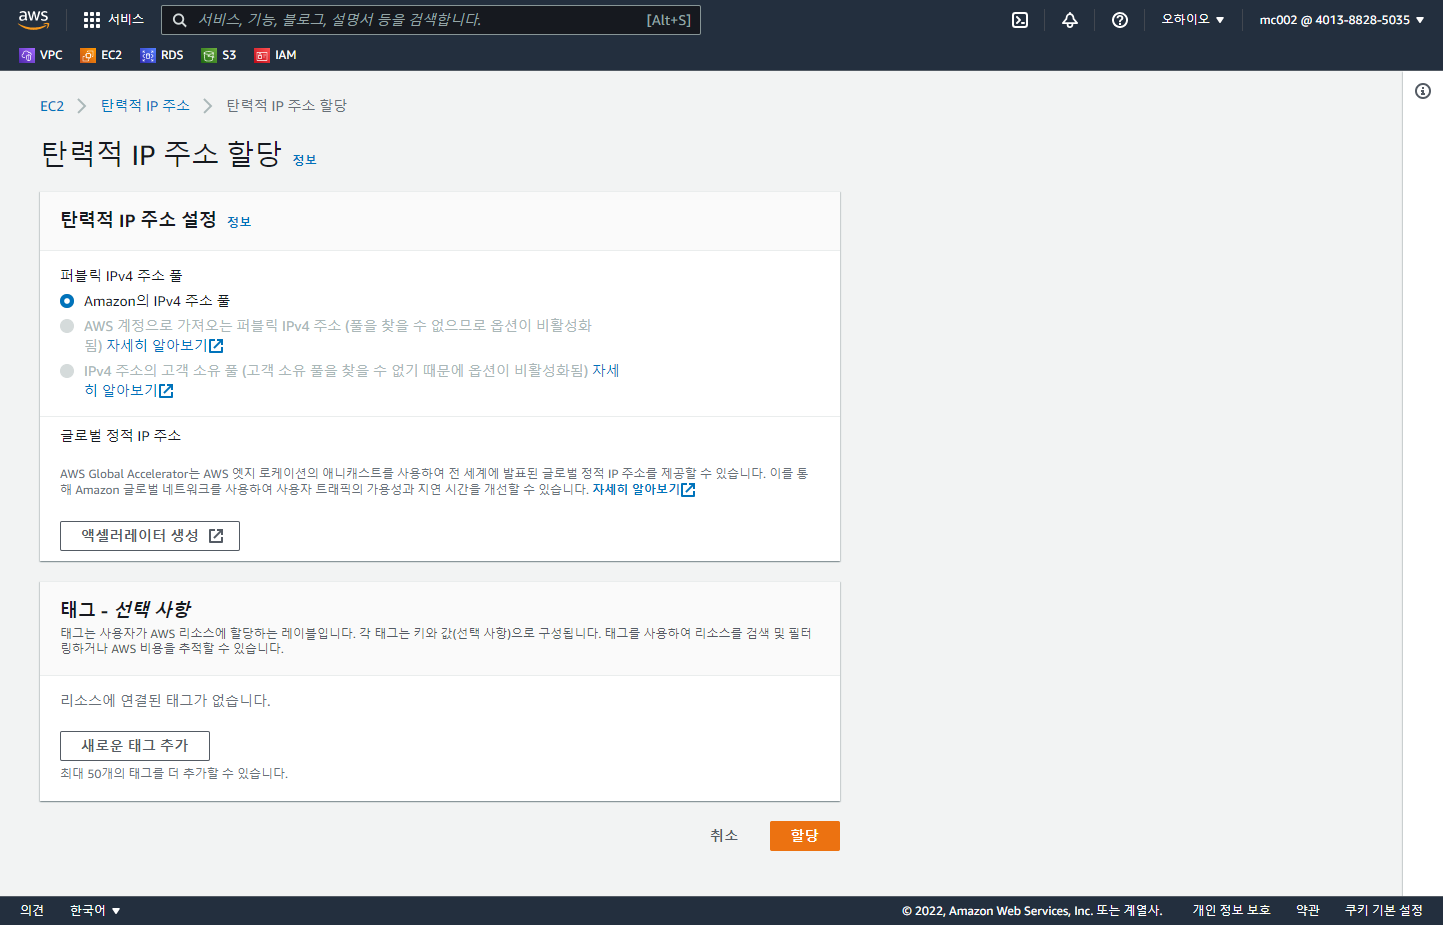 aws 서비스 서비스, 기능, 블로그, 설명서 등을 검색합니다. [Alt+S] 오하이오 ▼ mc002 @ 4013-8828-5035 ▼
VPC EC2 RDS S3 IAM
EC2 > 탄력적 IP 주소 > 탄력적 IP 주소 할당
탄력적 IP 주소 할당 정보
탄력적 IP 주소 설정 정보
퍼블릭 IPv4 주소 풀
Amazon의 IPv4 주소 풀
AWS 계정으로 가져오는 퍼블릭 IPv4 주소 (풀을 찾을 수 없으므로 옵션이 비활성화
됨) 자세히 알아보기
IPv4 주소의 고객 소유 풀 (고객 소유 풀을 찾을 수 없기 때문에 옵션이 비활성화됨) 자세
히 알아보기
글로벌 정적 IP 주소
AWS Global Accelerator는 AWS 엣지 로케이션의 애니캐스트를 사용하여 전 세계에 발표된 글로벌 정적 IP 주소를 제공할 수 있습니다. 이를 통
해 Amazon 글로벌 네트워크를 사용하여 사용자 트래픽의 가용성과 지연 시간을 개선할 수 있습니다. 자세히 알아보기
액셀러레이터 생성
태그 - 선택 사항
태그는 사용자가 AWS 리소스에 할당하는 레이블입니다. 각 태그는 키와 값(선택 사항)으로 구성됩니다. 태그를 사용하여 리소스를 검색 및 필터
링하거나 AWS 비용을 추적할 수 있습니다.
리소스에 연결된 태그가 없습니다.
새로운 태그 추가
최대 50개의 태그를 더 추가할 수 있습니다.
취소 할당
의견 한국어 ▼ © 2022, Amazon Web Services, Inc. 또는 계열사. 개인 정보 보호 약관 쿠키 기본 설정